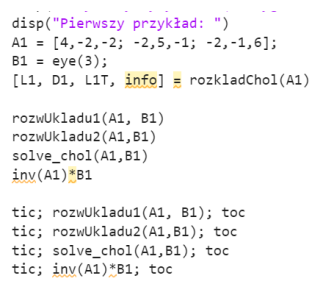 disp("Pierwszy przykład: ")
A1 = [4,-2,-2; -2,5,-1; -2,-1,6];
B1 = eye(3);
[L1, D1, L1T, info] = rozkladChol(A1)
rozwUkladu1(A1, B1)
rozwUkladu2(A1,B1)
solve_chol(A1,B1)
inv(A1)*B1
tic; rozwUkladu1(A1, B1); toc
tic; rozwUkladu2(A1,B1); toc
tic; solve_chol(A1,B1); toc
tic; inv(A1)*B1; toc